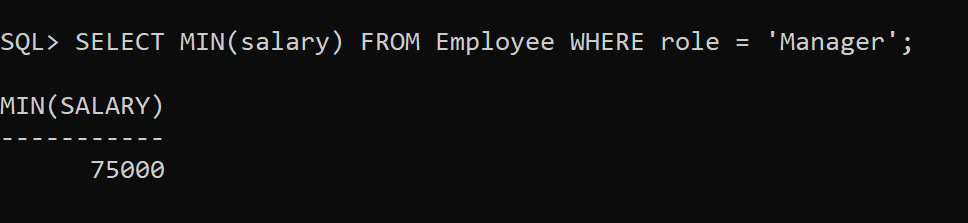 SQL> SELECT MIN(salary) FROM Employee WHERE role = 'Manager';
MIN(SALARY)
-----------
75000